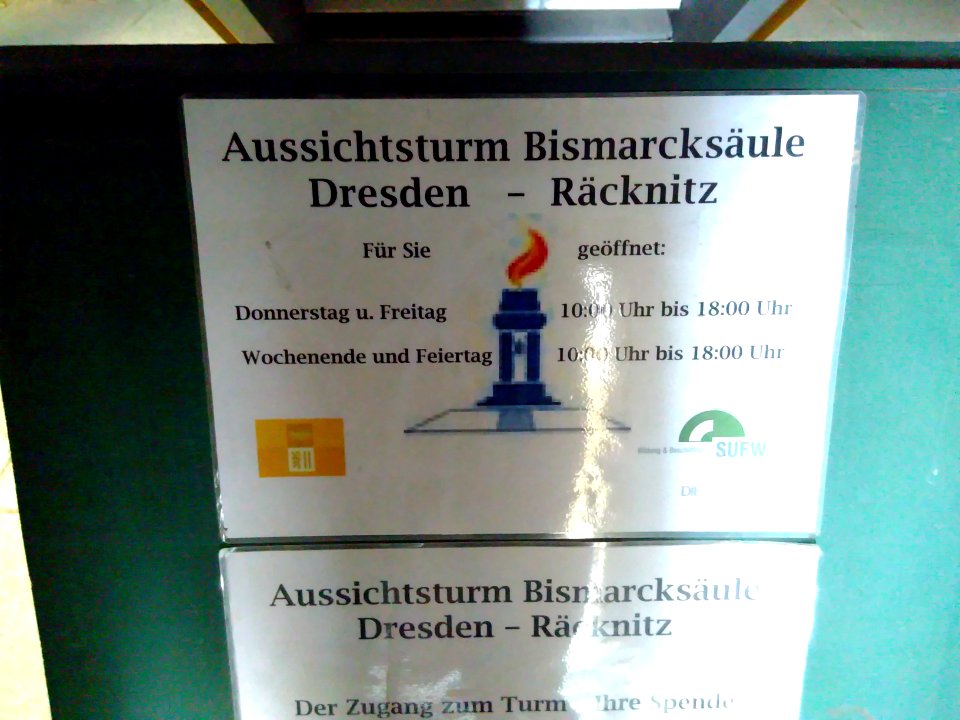 Aussichtsturm Bismarcksäule
Dresden – Räcknitz
Für Sie geöffnet:
Donnerstag u. Freitag 10:00 Uhr bis 18:00 Uhr
Wochenende und Feiertag 10:00 Uhr bis 18:00 Uhr
Bildung &
SUFW
Aussichtsturm Bismarcksäule
Dresden – Räcknitz
Der Zugang zum Turm Ihre Spende